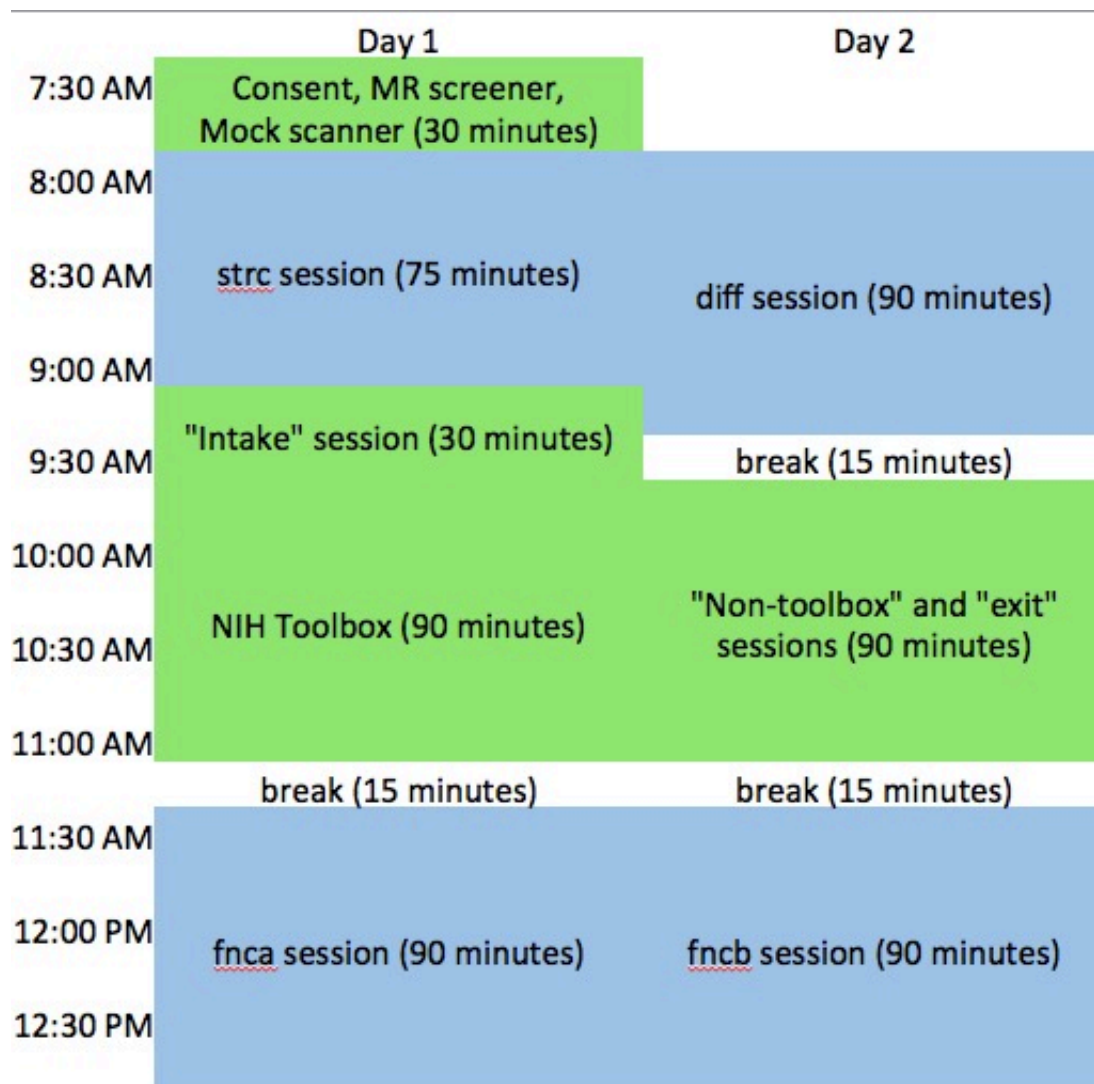 Day 1
Day 2
7:30 AM
Consent, MR screener,
Mock scanner (30 minutes)
8:00 AM
8:30 AM
strc session (75 minutes)
diff session (90 minutes)
9:00 AM
"Intake" session (30 minutes)
9:30 AM
break (15 minutes)
10:00 AM
NIH Toolbox (90 minutes)
"Non-toolbox" and "exit"
sessions (90 minutes)
10:30 AM
11:00 AM
break (15 minutes)
break (15 minutes)
11:30 AM
12:00 PM
fnca session (90 minutes)
fncb session (90 minutes)
12:30 PM